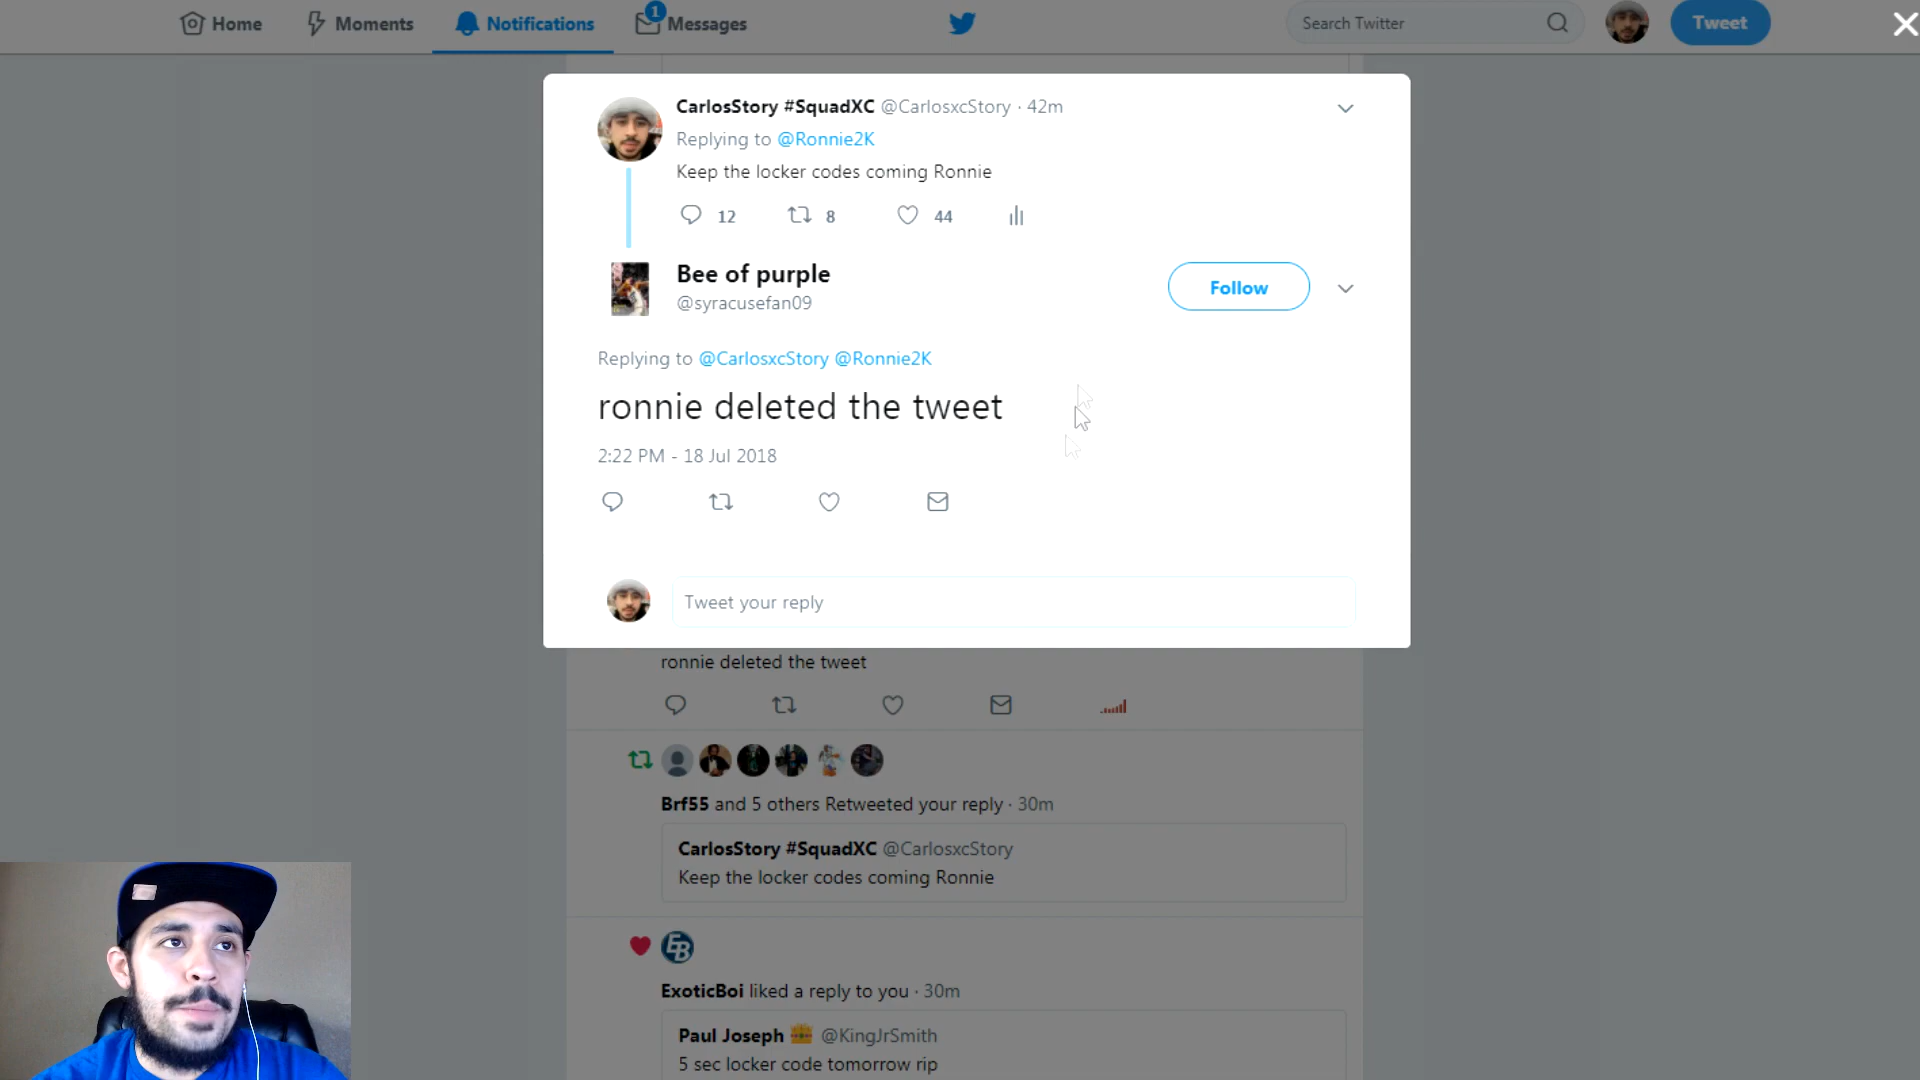 Home
Moments
Notifications
1
Messages
Search Twitter
Tweet
CarlosStory #SquadXC @CarlosxcStory · 42m
Replying to @Ronnie2K
Keep the locker codes coming Ronnie
12 8 44
Bee of purple
@syracusefan09
Follow
Replying to @CarlosxcStory @Ronnie2K
ronnie deleted the tweet
2:22 PM - 18 Jul 2018
Tweet your reply
ronnie deleted the tweet
Brf55 and 5 others Retweeted your reply · 30m
CarlosStory #SquadXC @CarlosxcStory
Keep the locker codes coming Ronnie
EB
ExoticBoi liked a reply to you · 30m
Paul Joseph @KingJrSmith
5 sec locker code tomorrow rip